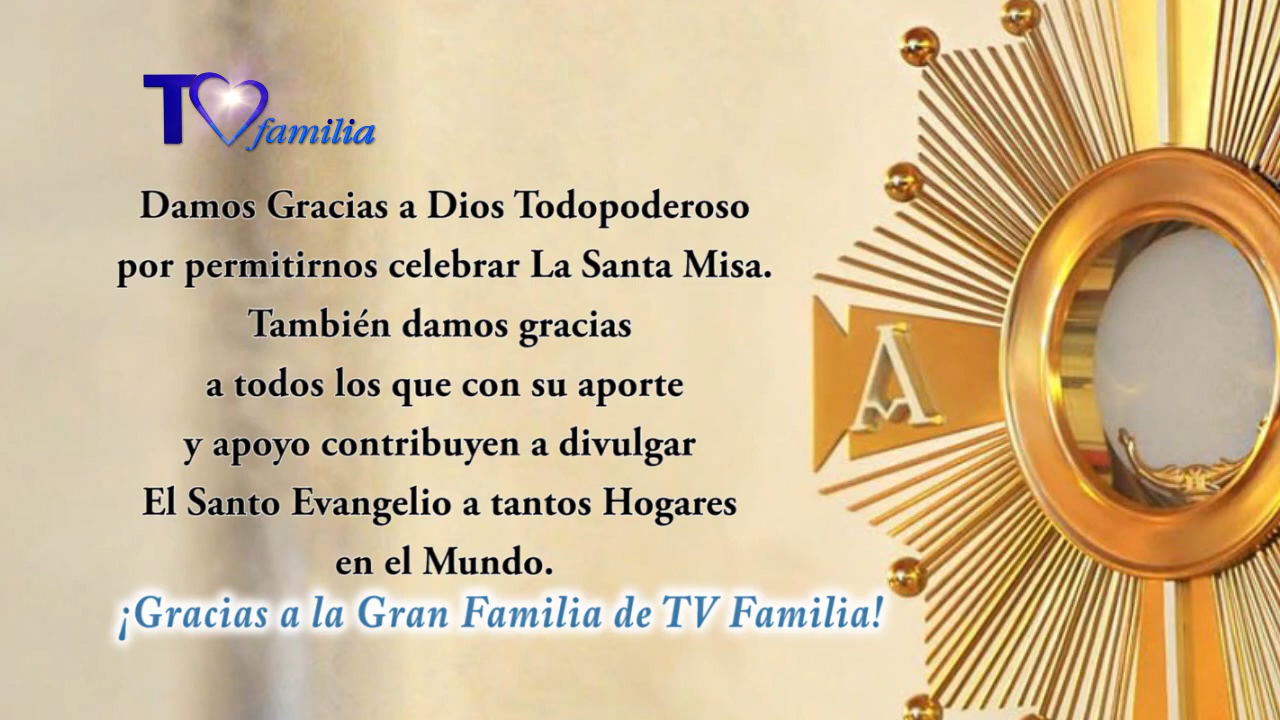 TV familia
Damos Gracias a Dios Todopoderoso
por permitirnos celebrar La Santa Misa.
También damos gracias
a todos los que con su aporte
y apoyo contribuyen a divulgar
El Santo Evangelio a tantos Hogares
en el Mundo.
¡Gracias a la Gran Familia de TV Familia!
A